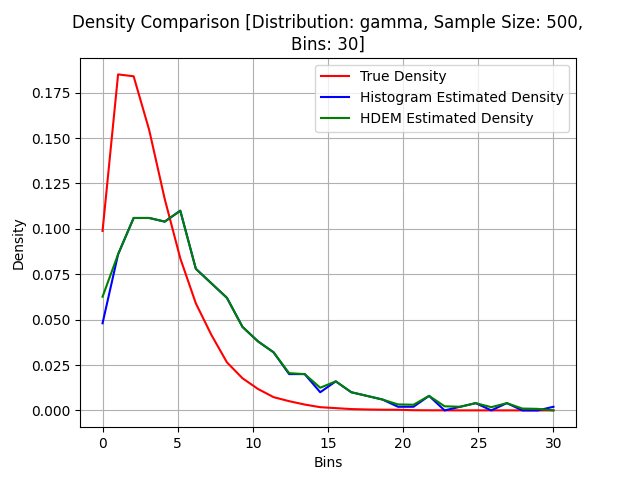 Density Comparison [Distribution: gamma, Sample Size: 500,
Bins: 30]
True Density
Histogram Estimated Density
HDEM Estimated Density
Density
0.175
0.150
0.125
0.100
0.075
0.050
0.025
0.000
0 5 10 15 20 25 30
Bins